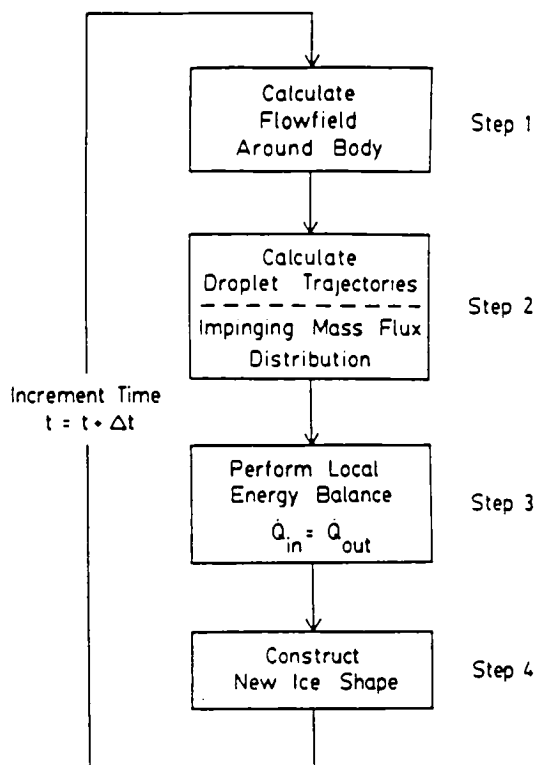 Calculate
Flowfield
Around Body
Step 1
Calculate
Droplet Trajectories
Impinging Mass Flux
Distribution
Step 2
Increment Time
t = t + Δt
Perform Local
Energy Balance
Q̇in = Q̇out
Step 3
Construct
New Ice Shape
Step 4